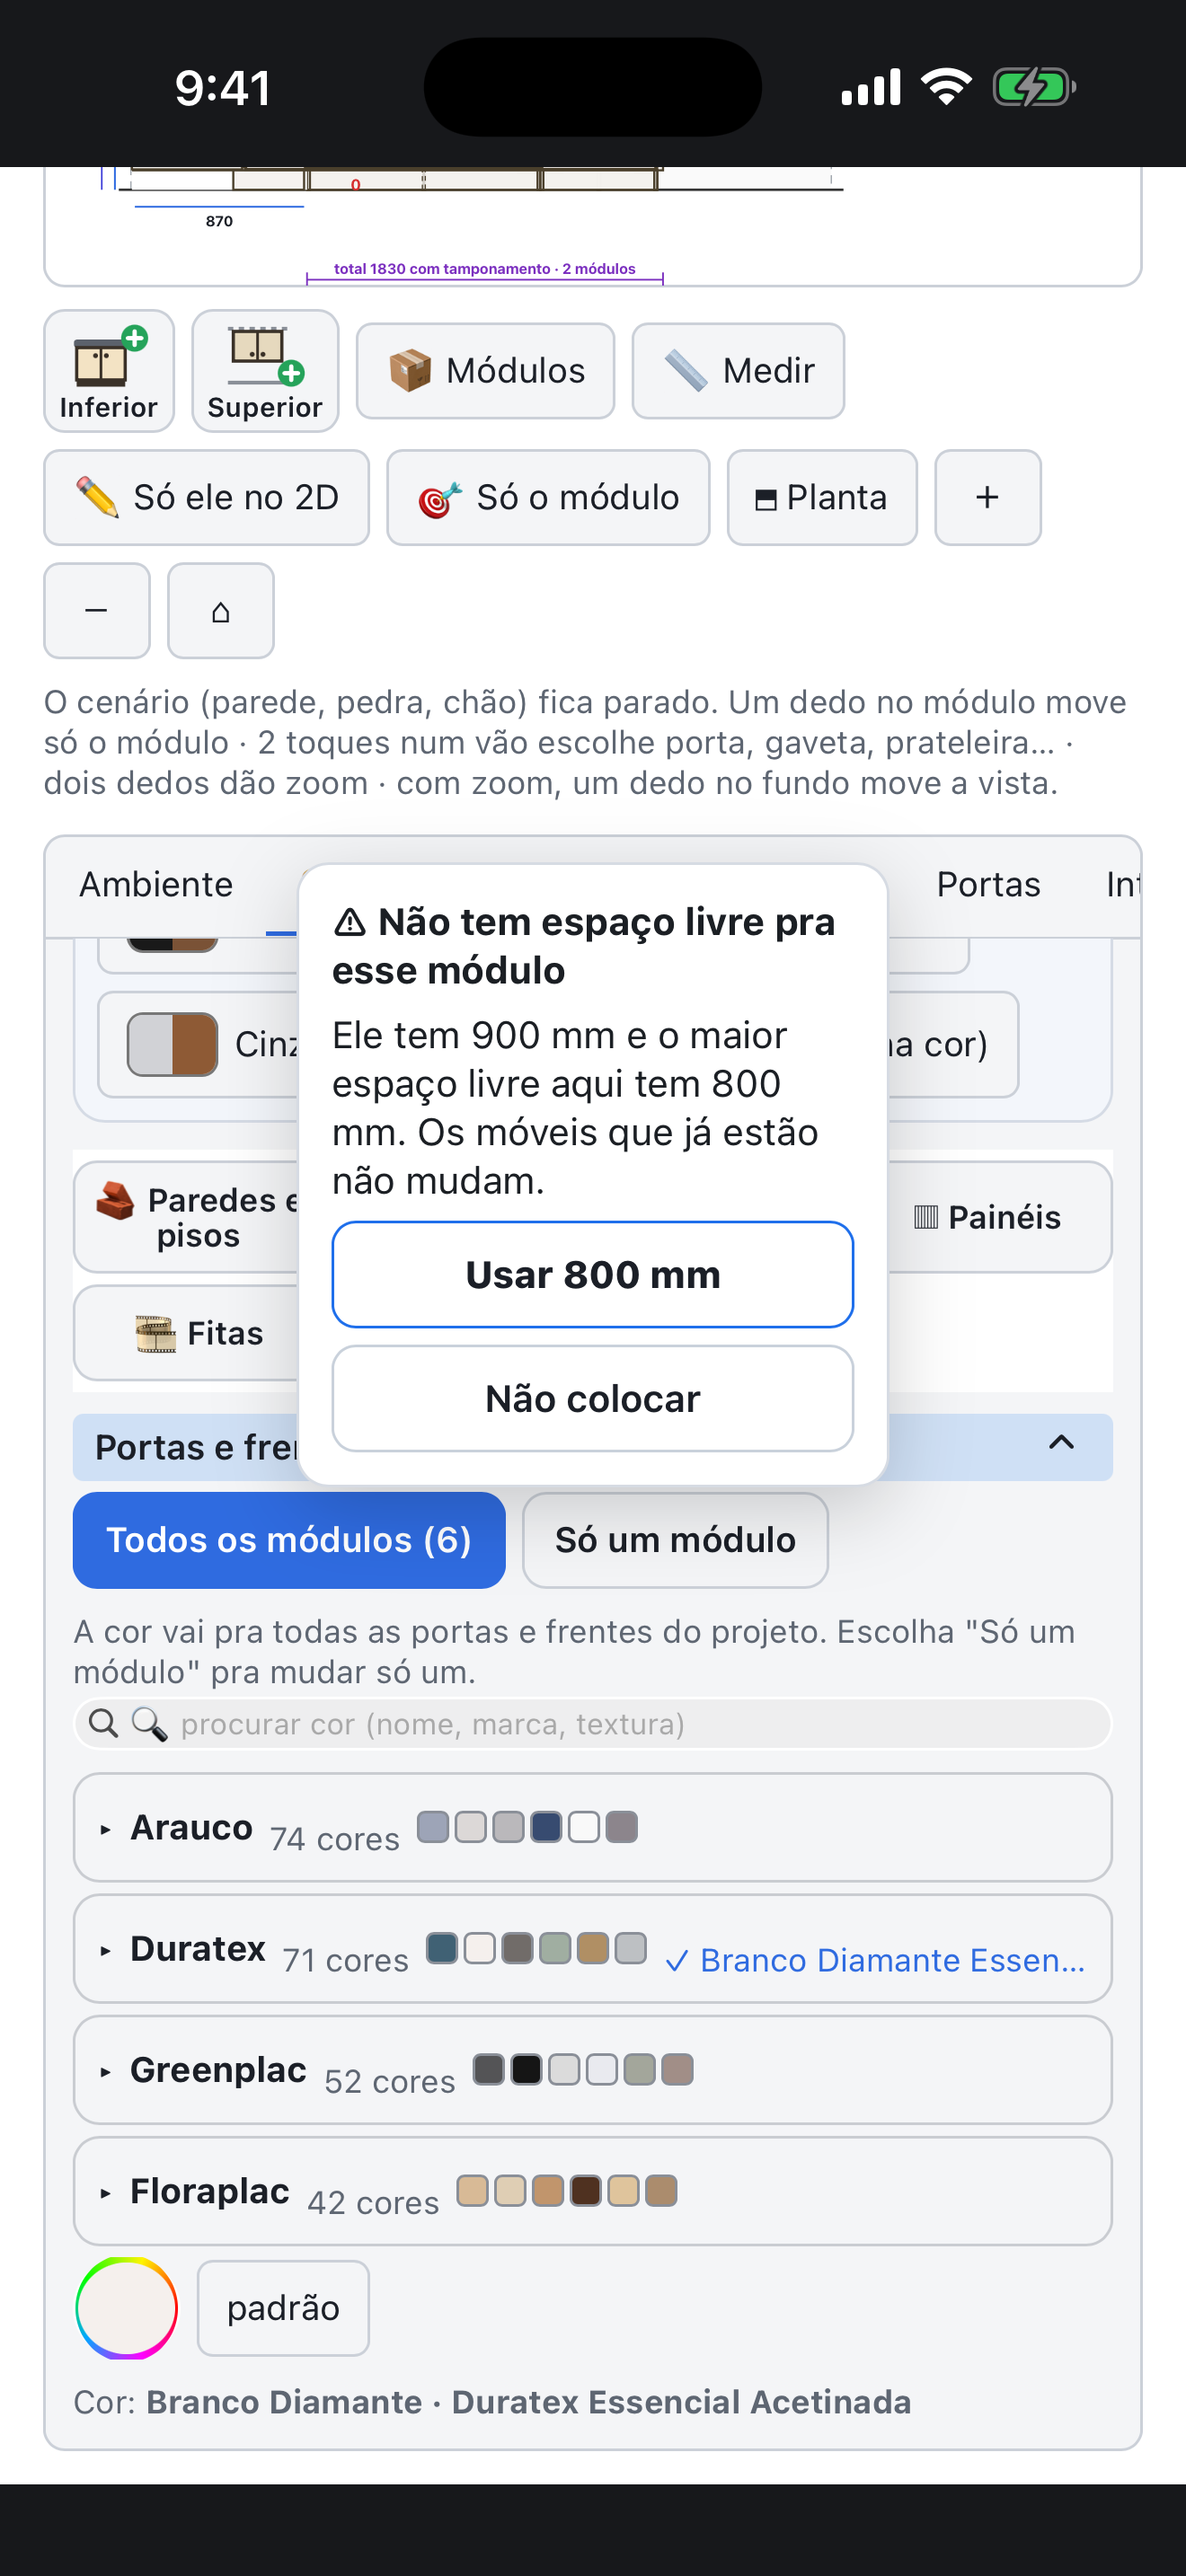 9:41
0
870
total 1830 com tamponamento · 2 módulos
Inferior
Superior
Módulos
Medir
Só ele no 2D
Só o módulo
Planta
+
−
O cenário (parede, pedra, chão) fica parado. Um dedo no módulo move
só o módulo · 2 toques num vão escolhe porta, gaveta, prateleira... ·
dois dedos dão zoom · com zoom, um dedo no fundo move a vista.
Ambiente
Portas
⚠ Não tem espaço livre pra
esse módulo
Ele tem 900 mm e o maior
espaço livre aqui tem 800
mm. Os móveis que já estão
não mudam.
Usar 800 mm
Não colocar
cor)
Paredes e
pisos
Painéis
Fitas
Portas e
Todos os módulos (6)
Só um módulo
A cor vai pra todas as portas e frentes do projeto. Escolha "Só um
módulo" pra mudar só um.
procurar cor (nome, marca, textura)
▸ Arauco 74 cores
▸ Duratex 71 cores ✓ Branco Diamante Essen...
▸ Greenplac 52 cores
▸ Floraplac 42 cores
padrão
Cor: Branco Diamante · Duratex Essencial Acetinada